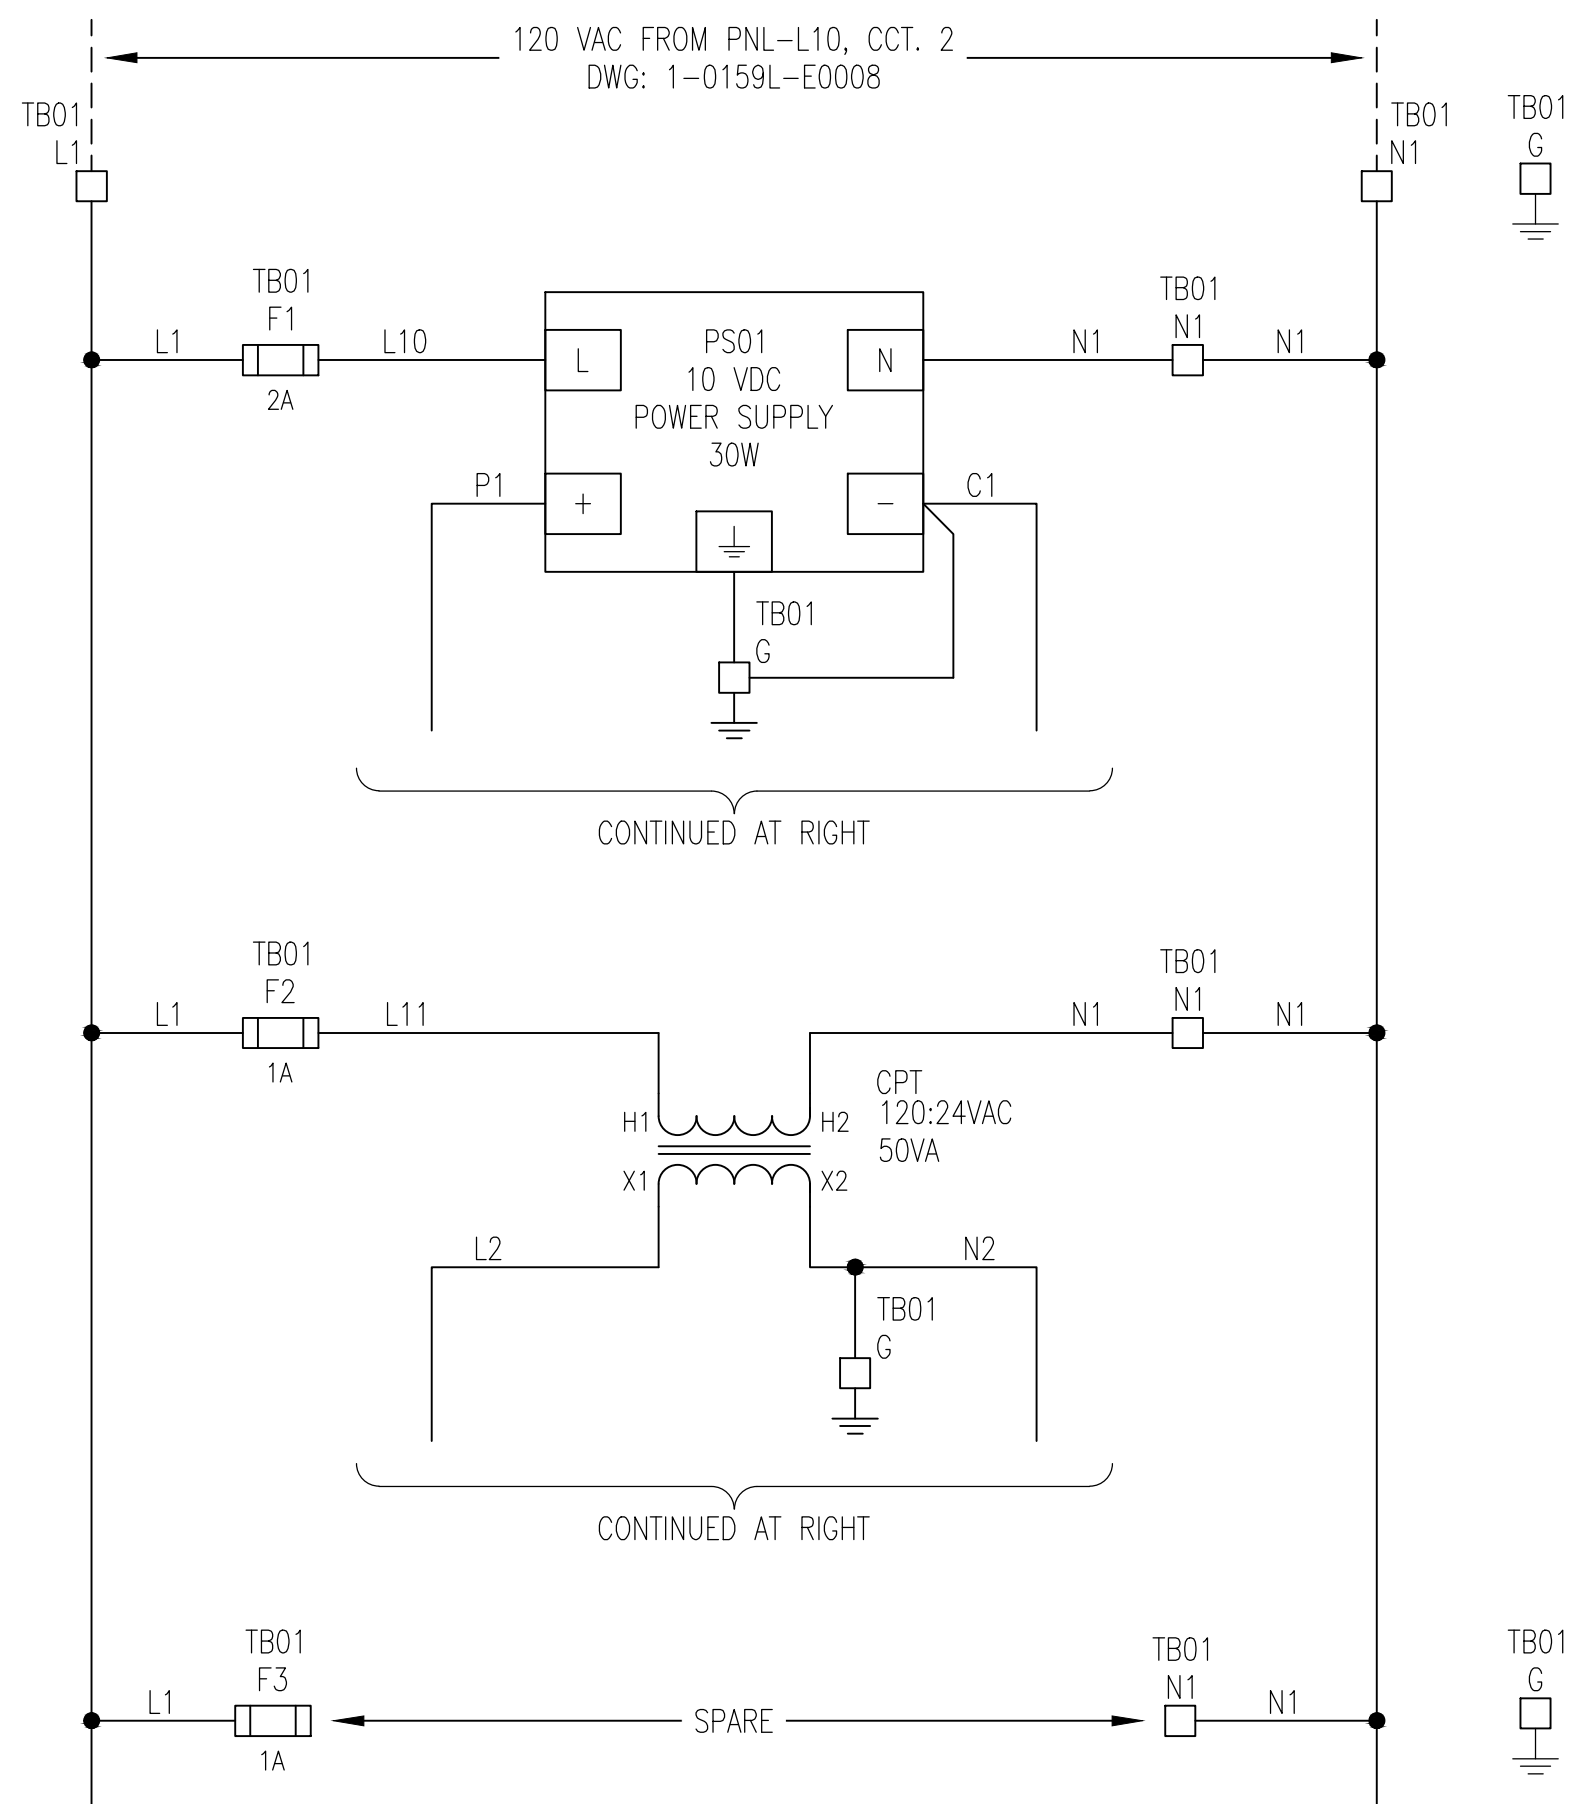 120 VAC FROM PNL-L10, CCT. 2
DWG: 1-0159L-E0008
TB01
L1
TB01
N1
TB01
G
TB01
F1
L1
L10
2A
L
PS01
10 VDC
POWER SUPPLY
30W
N
N1
TB01
N1
N1
P1
+
-
C1
TB01
G
CONTINUED AT RIGHT
TB01
F2
L1
L11
1A
N1
TB01
N1
N1
CPT
120:24VAC
50VA
H1
H2
X1
X2
L2
N2
TB01
G
CONTINUED AT RIGHT
TB01
F3
L1
1A
SPARE
TB01
N1
N1
TB01
G